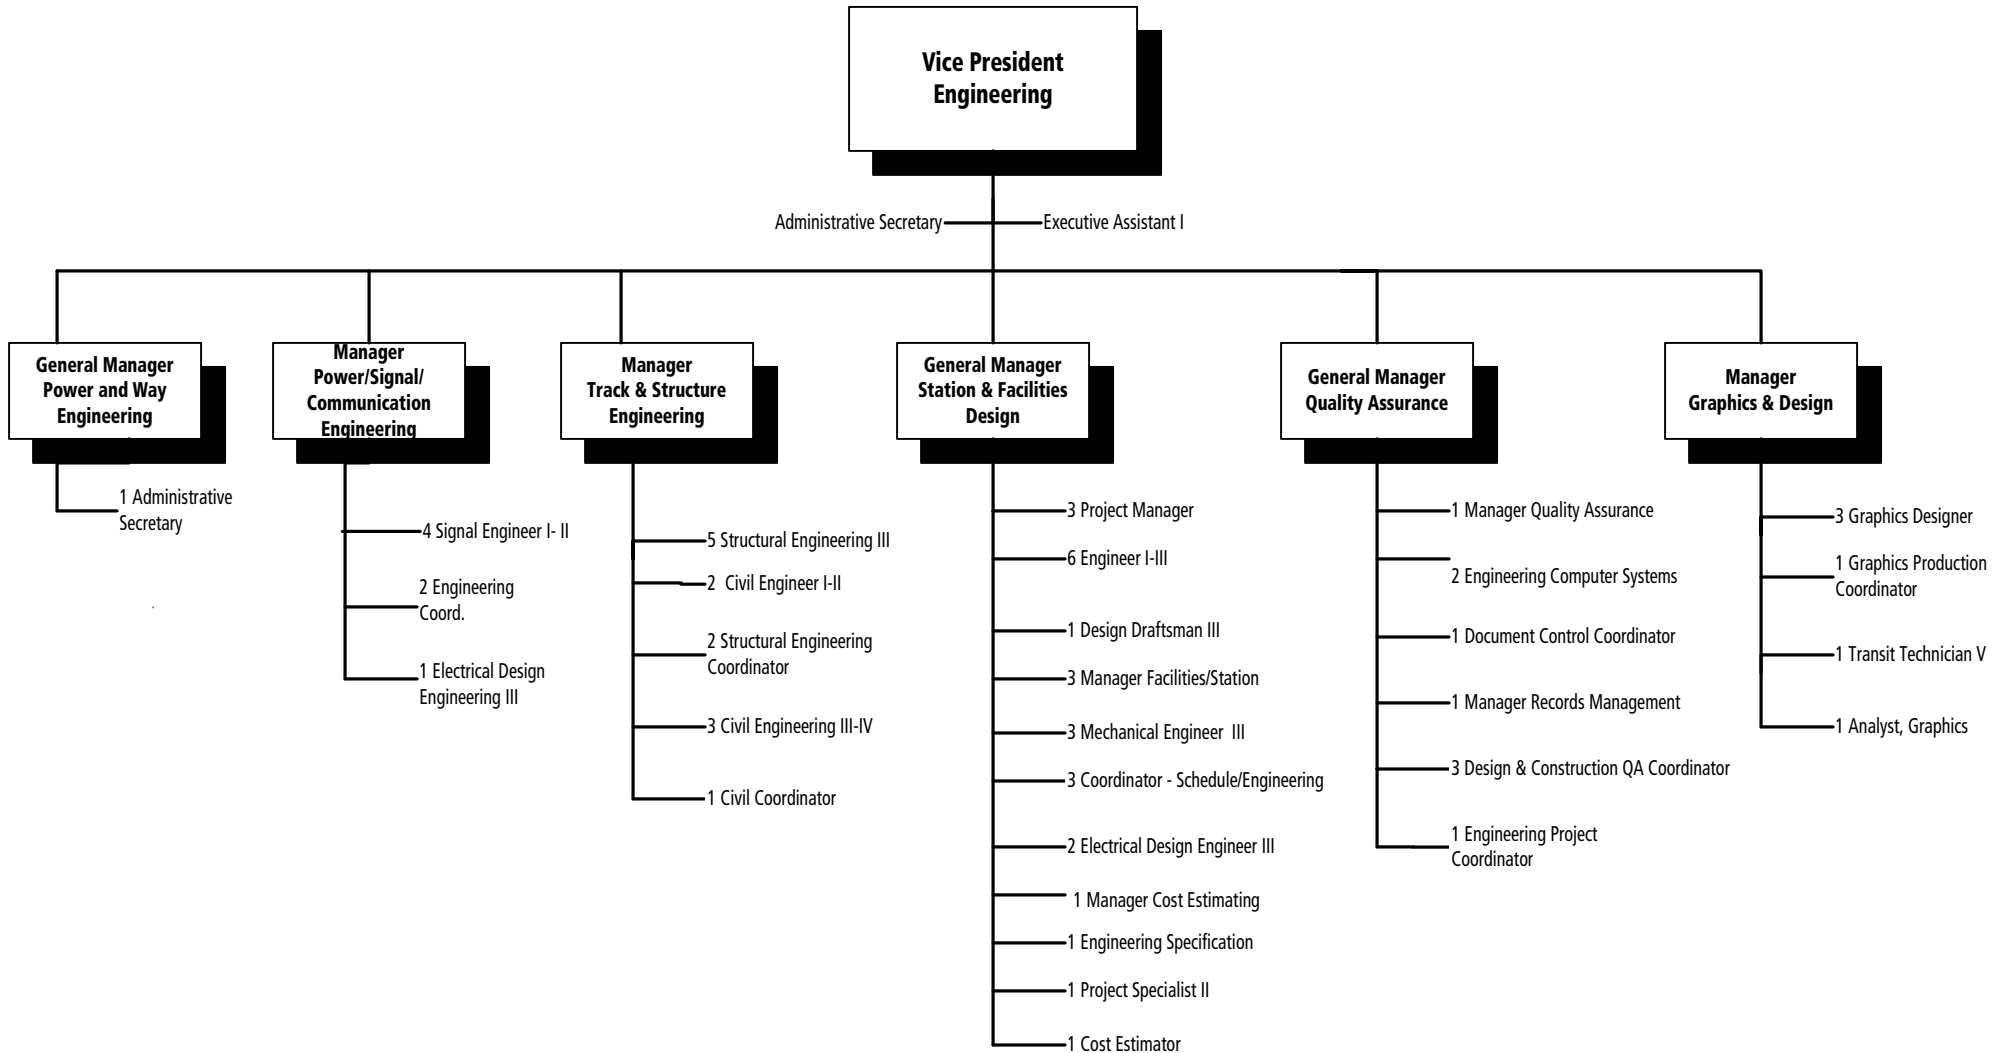 Vice President
Engineering
Administrative Secretary
Executive Assistant I
General Manager
Power and Way
Engineering
1 Administrative
Secretary
Manager
Power/Signal/
Communication
Engineering
4 Signal Engineer I- II
2 Engineering
Coord.
1 Electrical Design
Engineering III
Manager
Track & Structure
Engineering
5 Structural Engineering III
2 Civil Engineer I-II
2 Structural Engineering
Coordinator
3 Civil Engineering III-IV
1 Civil Coordinator
General Manager
Station & Facilities
Design
3 Project Manager
6 Engineer I-III
1 Design Draftsman III
3 Manager Facilities/Station
3 Mechanical Engineer III
3 Coordinator - Schedule/Engineering
2 Electrical Design Engineer III
1 Manager Cost Estimating
1 Engineering Specification
1 Project Specialist II
1 Cost Estimator
General Manager
Quality Assurance
1 Manager Quality Assurance
2 Engineering Computer Systems
1 Document Control Coordinator
1 Manager Records Management
3 Design & Construction QA Coordinator
1 Engineering Project
Coordinator
Manager
Graphics & Design
3 Graphics Designer
1 Graphics Production
Coordinator
1 Transit Technician V
1 Analyst, Graphics